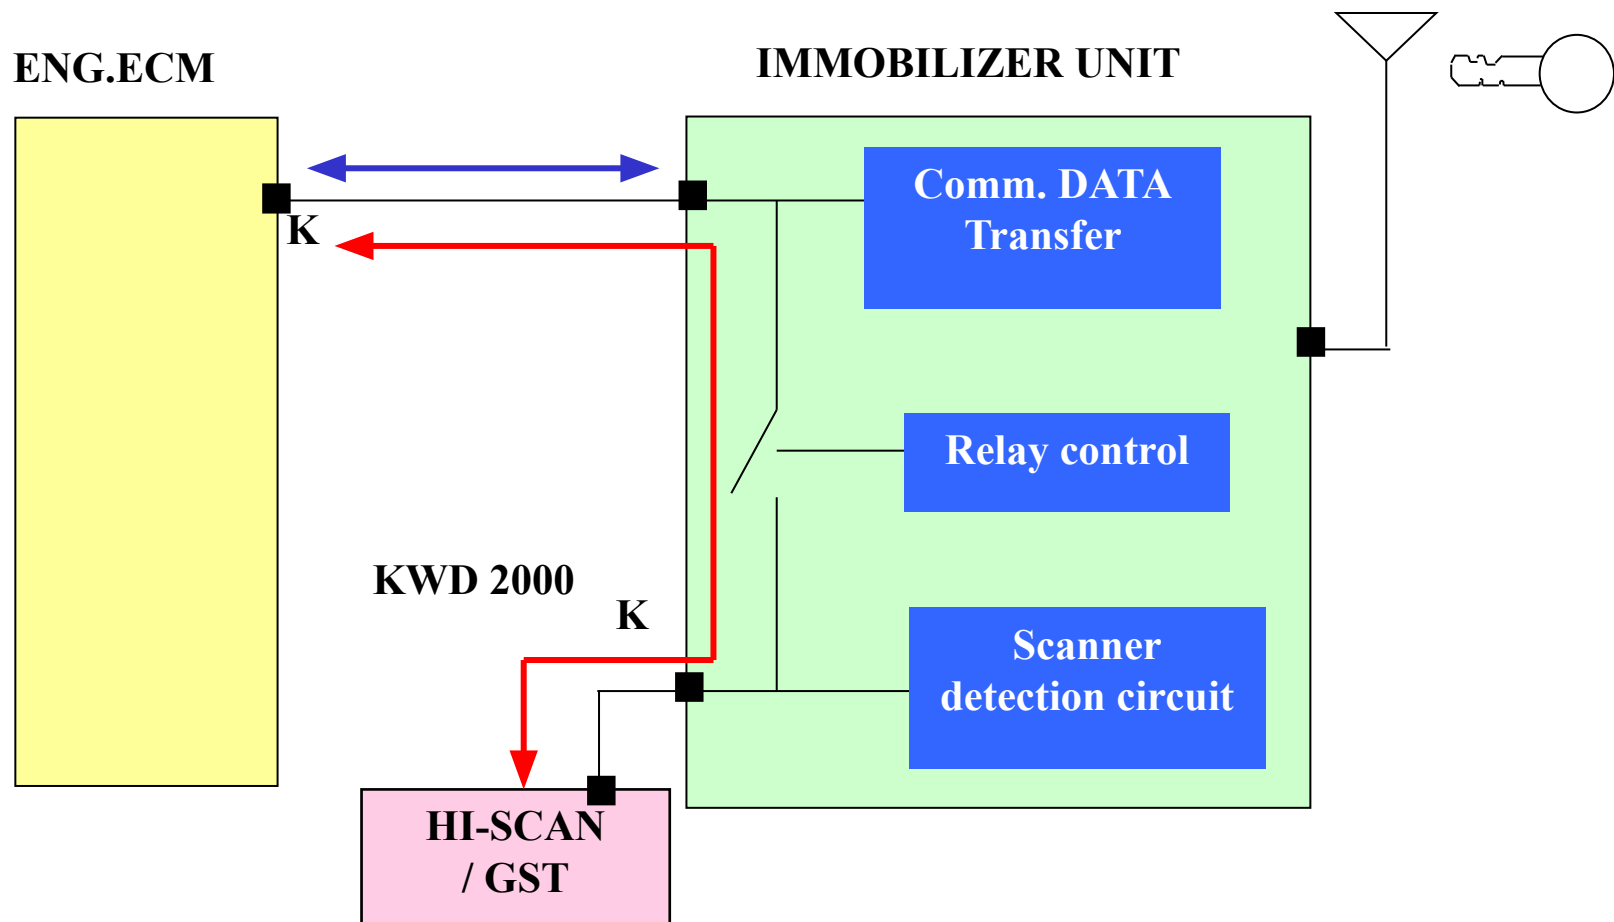 ENG.ECM
IMMOBILIZER UNIT
Comm. DATA
Transfer
K
Relay control
KWD 2000
K
Scanner
detection circuit
HI-SCAN
/ GST